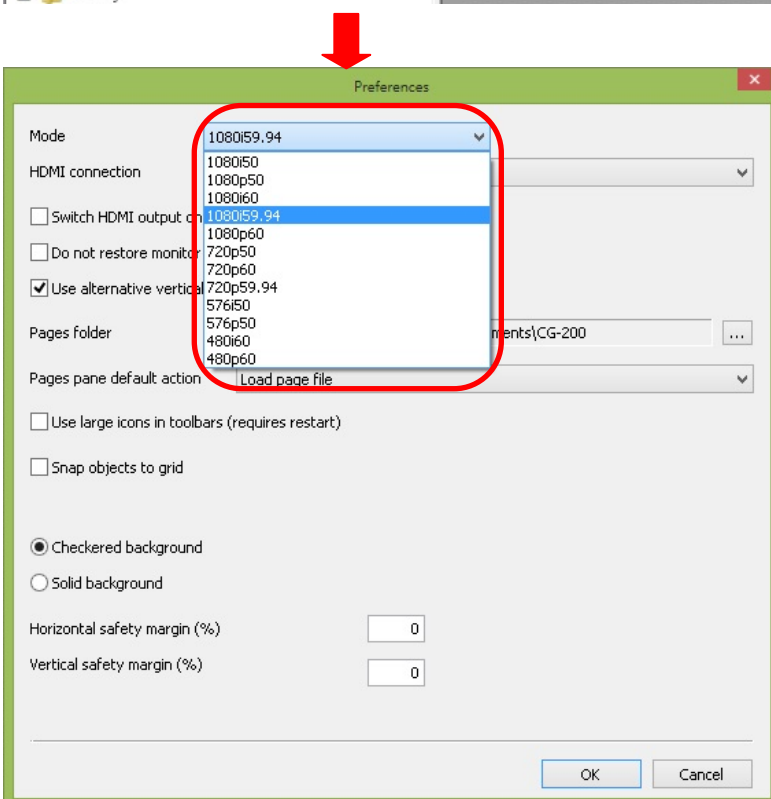 Preferences
Mode
1080i59.94
1080i50
HDMI connection
1080p50
1080i60
Switch HDMI output on
1080i59.94
1080p60
Do not restore monitor
720p50
720p60
Use alternative vertical
720p59.94
576i50
576p50
Pages folder
ments\CG-200
...
480i60
480p60
Pages pane default action
Load page file
Use large icons in toolbars (requires restart)
Snap objects to grid
Checkered background
Solid background
Horizontal safety margin (%)
0
Vertical safety margin (%)
0
OK
Cancel